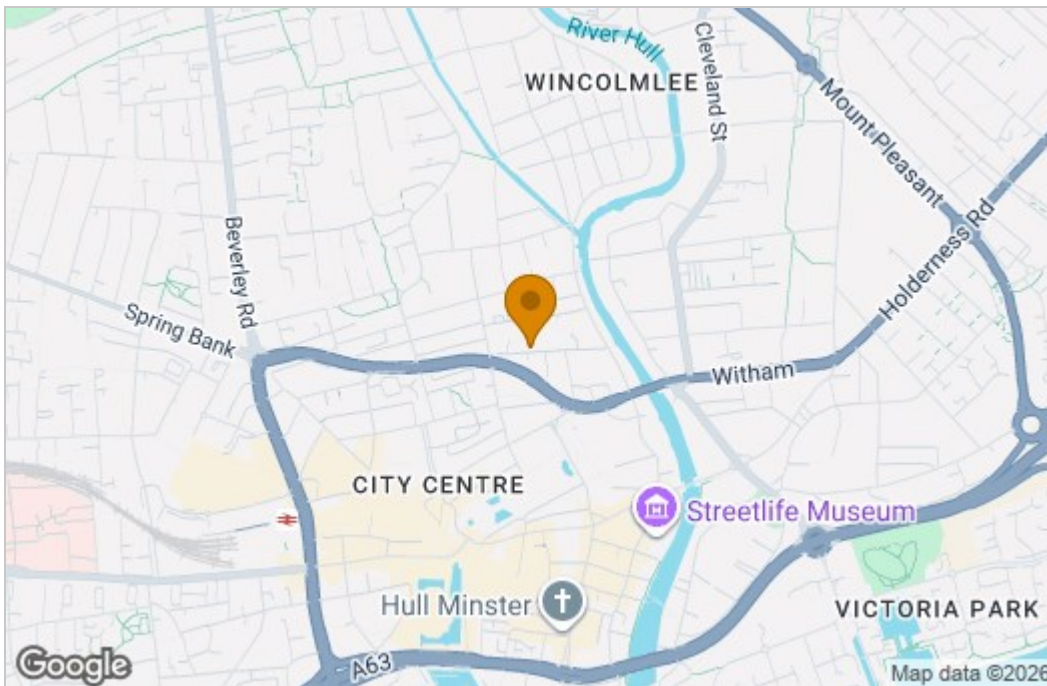 River Hull
WINCOLMLEE
Cleveland St
Mount Pleasant
Holderness Rd
Beverley Rd
Spring Bank
Witham
CITY CENTRE
Streetlife Museum
Hull Minster
VICTORIA PARK
A63
Google
Map data ©2026